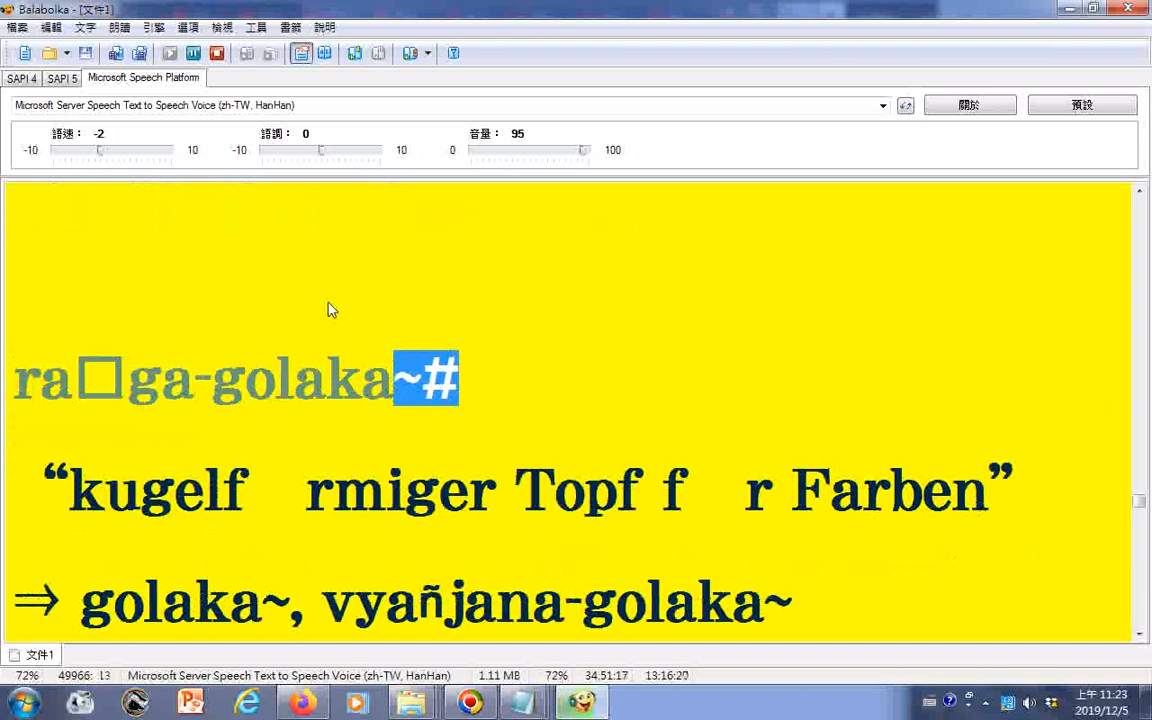 Balabolka - [文件1]
檔案 編輯 文字 朗讀 引擎 選項 檢視 工具 書籤 說明
SAPI 4 SAPI 5 Microsoft Speech Platform
Microsoft Server Speech Text to Speech Voice (zh-TW, HanHan) 關於 預設
語速： -2 語調： 0 音量： 95
-10 10 -10 10 0 100
ra□ga-golaka~#
“kugelf rmiger Topf f r Farben”
⇒ golaka~, vyañjana-golaka~
文件1
72% 49966: 13 Microsoft Server Speech Text to Speech Voice (zh-TW, HanHan) 1.11 MB 72% 34:51:17 13:16:20
上午 11:23
2019/12/5